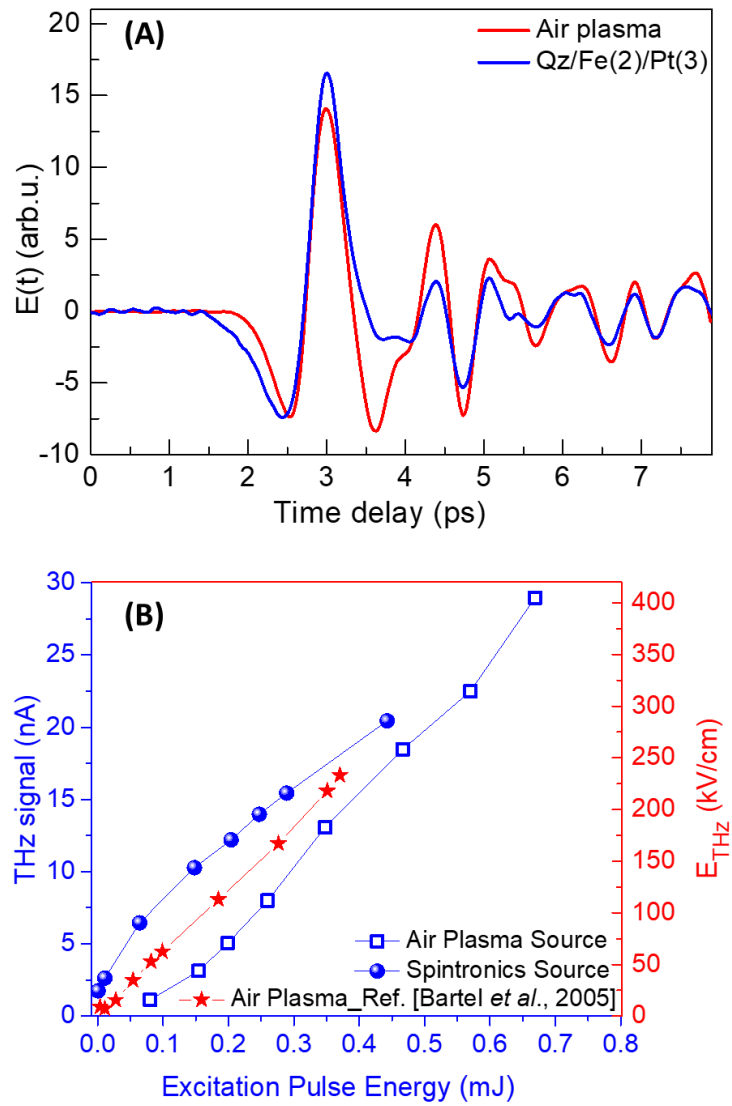 (A)
Air plasma
Qz/Fe(2)/Pt(3)
20
15
10
5
0
-5
-10
E(t) (arb.u.)
0 1 2 3 4 5 6 7
Time delay (ps)
(B)
30
25
20
15
10
5
0
THz signal (nA)
400
350
300
250
200
150
100
50
0
E_THz (kV/cm)
Air Plasma Source
Spintronics Source
Air Plasma_Ref. [Bartel et al., 2005]
0.0 0.1 0.2 0.3 0.4 0.5 0.6 0.7 0.8
Excitation Pulse Energy (mJ)